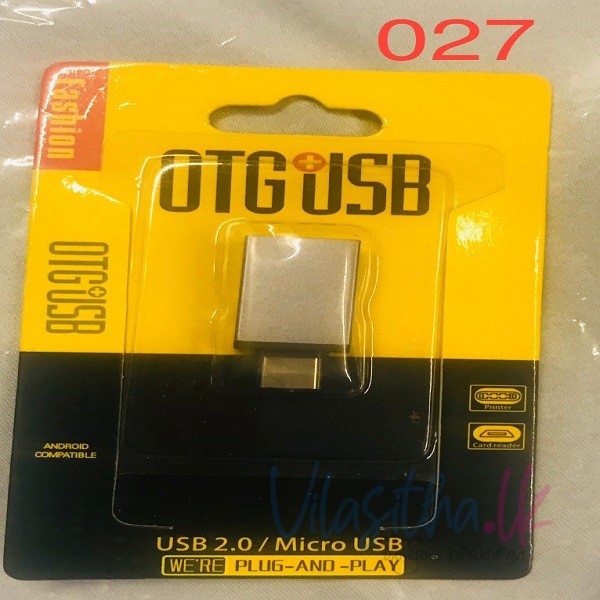 027
fashion
OTG USB
OTG USB
Printer
Card reader
ANDROID
COMPATIBLE
Vilasitha.lk
USB 2.0 / Micro USB
WE'RE PLUG-AND-PLAY